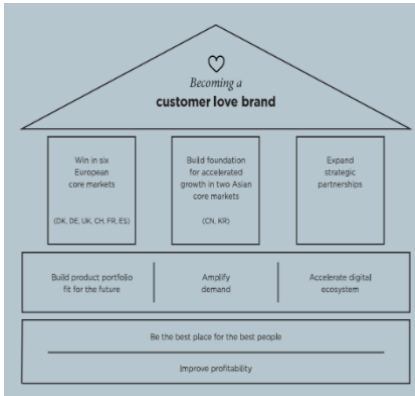 Becoming a
customer love brand
Win in six
European
core markets
(DK, DE, UK, CH, FR, ES)
Build foundation
for accelerated
growth in two Asian
core markets
(CN, KR)
Expand
strategic
partnerships
Build product portfolio
fit for the future
Amplify
demand
Accelerate digital
ecosystem
Be the best place for the best people
Improve profitability